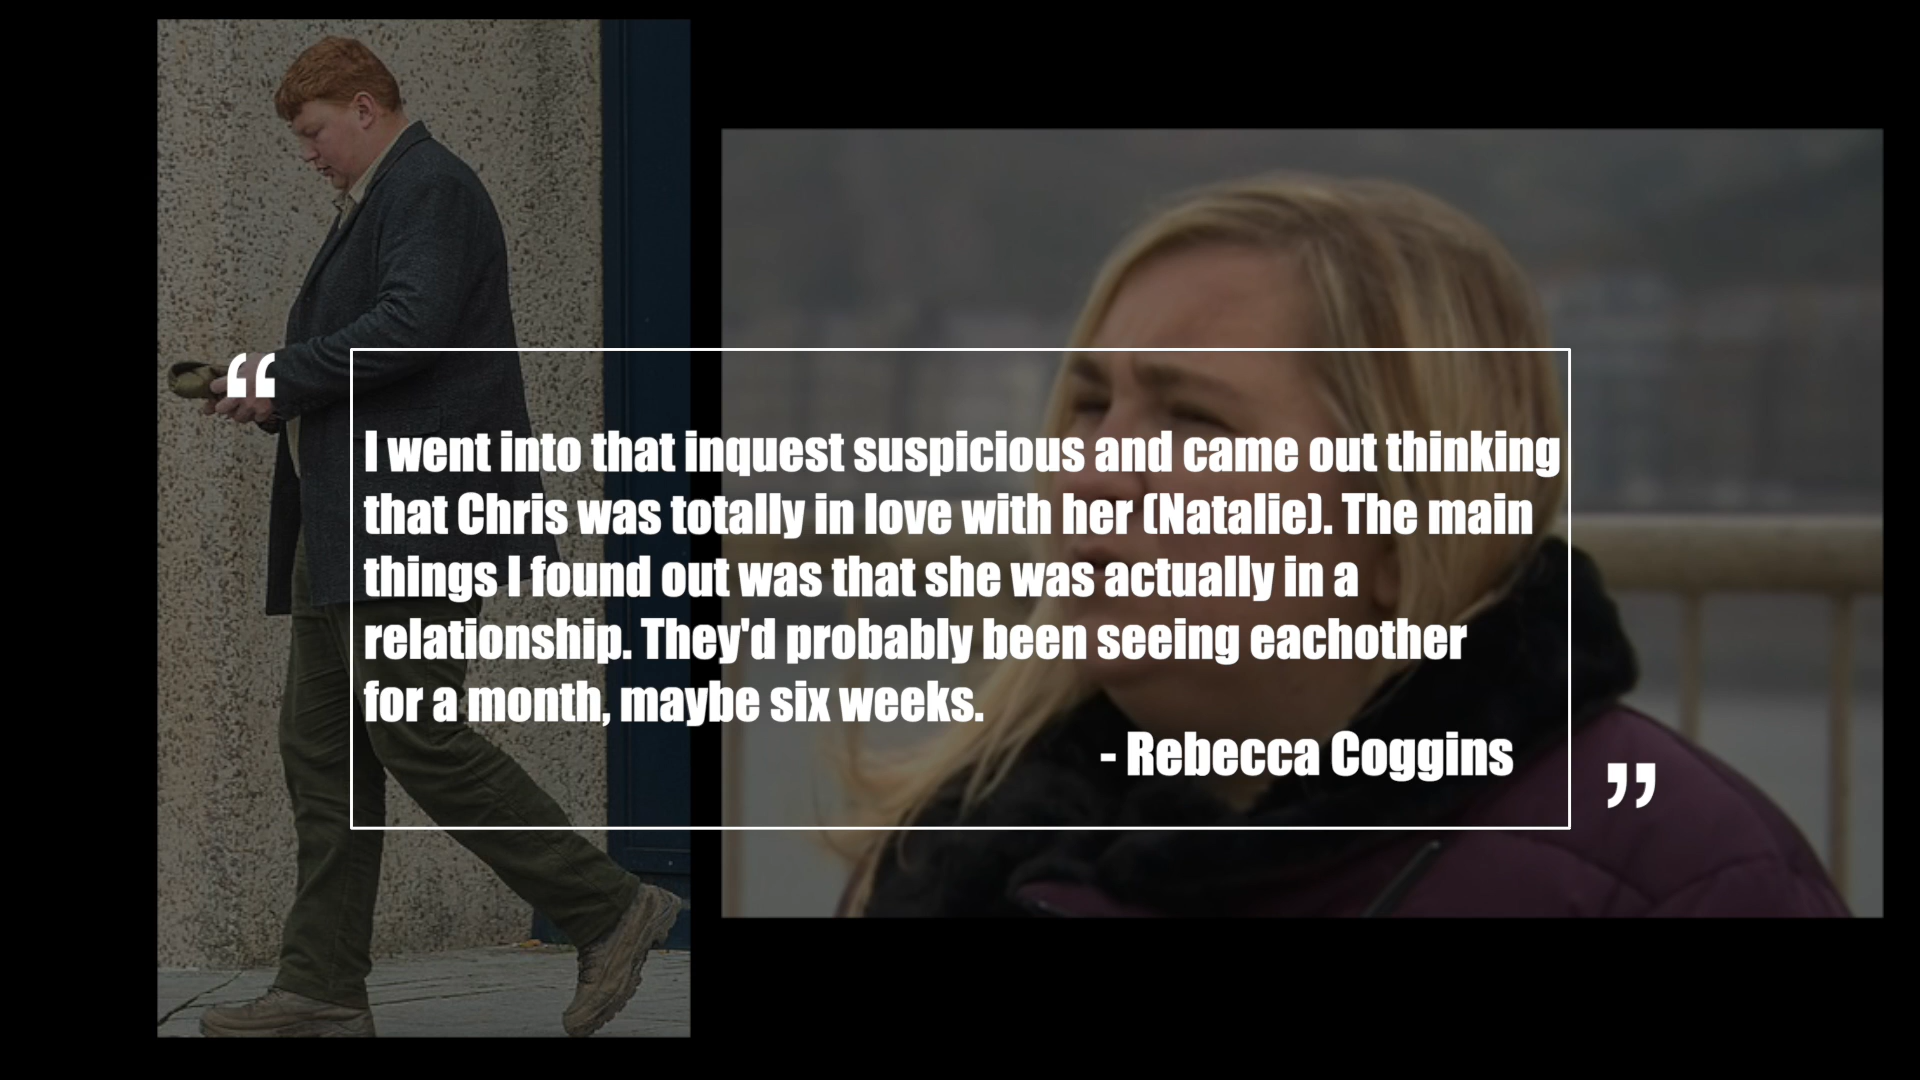 “
I went into that inquest suspicious and came out thinking
that Chris was totally in love with her (Natalie). The main
things I found out was that she was actually in a
relationship. They'd probably been seeing eachother
for a month, maybe six weeks.
- Rebecca Coggins
”